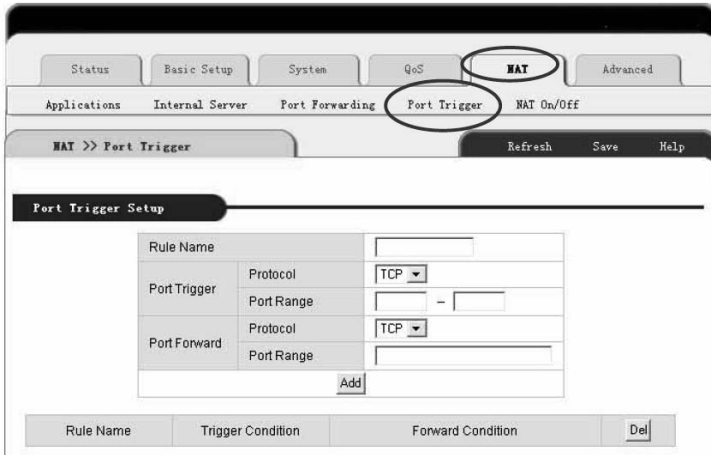 Status Basic Setup System QoS NAT Advanced
Applications Internal Server Port Forwarding Port Trigger NAT On/Off
NAT >> Port Trigger Refresh Save Help
Port Trigger Setup
Rule Name
Port Trigger Protocol TCP
Port Range –
Port Forward Protocol TCP
Port Range
Add
Rule Name Trigger Condition Forward Condition Del